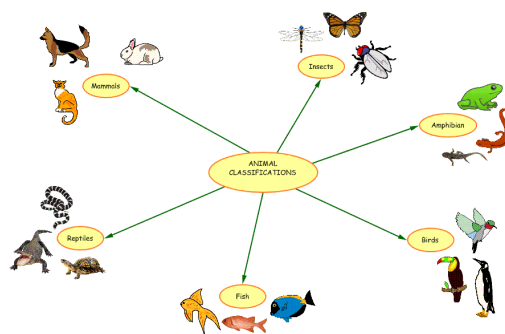 Insects
Mammals
Amphibian
ANIMAL
CLASSIFICATIONS
Reptiles
Birds
Fish